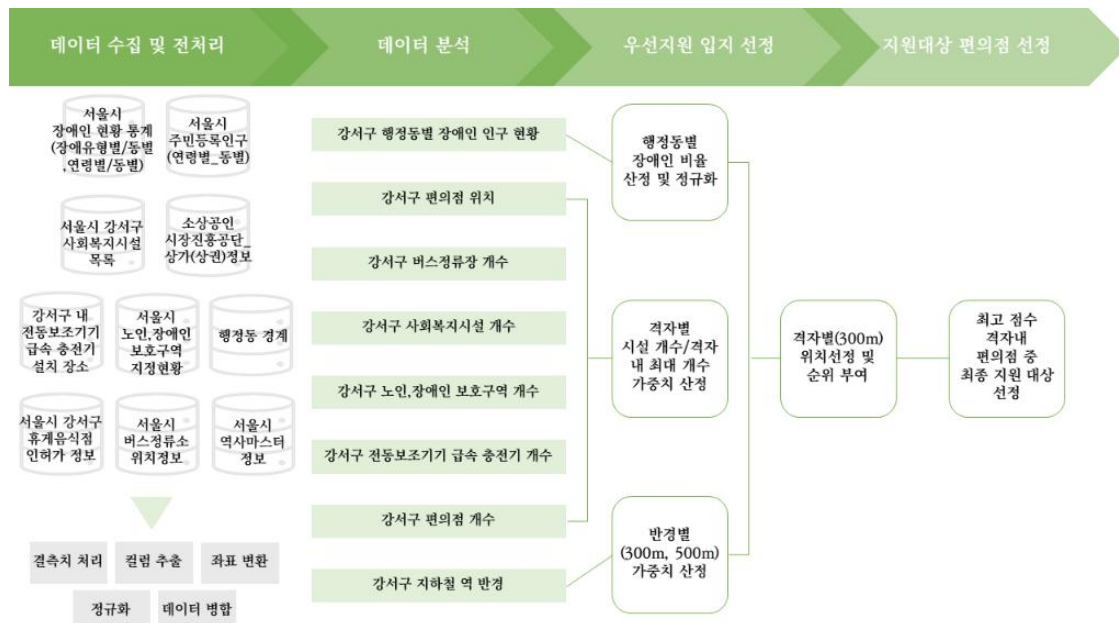 데이터 수집 및 전처리
데이터 분석
우선지원 입지 선정
지원대상 편의점 선정
서울시
장애인 현황 통계
(장애유형별/동별
,연령별/동별)
서울시
주민등록인구
(연령별_동별)
서울시 강서구
사회복지시설
목록
소상공인
시장진흥공단_
상가(상권)정보
강서구 내
전동보조기기
급속 충전기
설치 장소
서울시
노인,장애인
보호구역
지정현황
행정동 경계
서울시 강서구
휴게음식점
인허가 정보
서울시
버스정류소
위치정보
서울시
역사마스터
정보
결측치 처리
컬럼 추출
좌표 변환
정규화
데이터 병합
강서구 행정동별 장애인 인구 현황
강서구 편의점 위치
강서구 버스정류장 개수
강서구 사회복지시설 개수
강서구 노인,장애인 보호구역 개수
강서구 전동보조기기 급속 충전기 개수
강서구 편의점 개수
강서구 지하철 역 반경
행정동별
장애인 비율
산정 및 정규화
격자별
시설 개수/격자
내 최대 개수
가중치 산정
반경별
(300m, 500m)
가중치 산정
격자별(300m)
위치선정 및
순위 부여
최고 점수
격자내
편의점 중
최종 지원 대상
선정